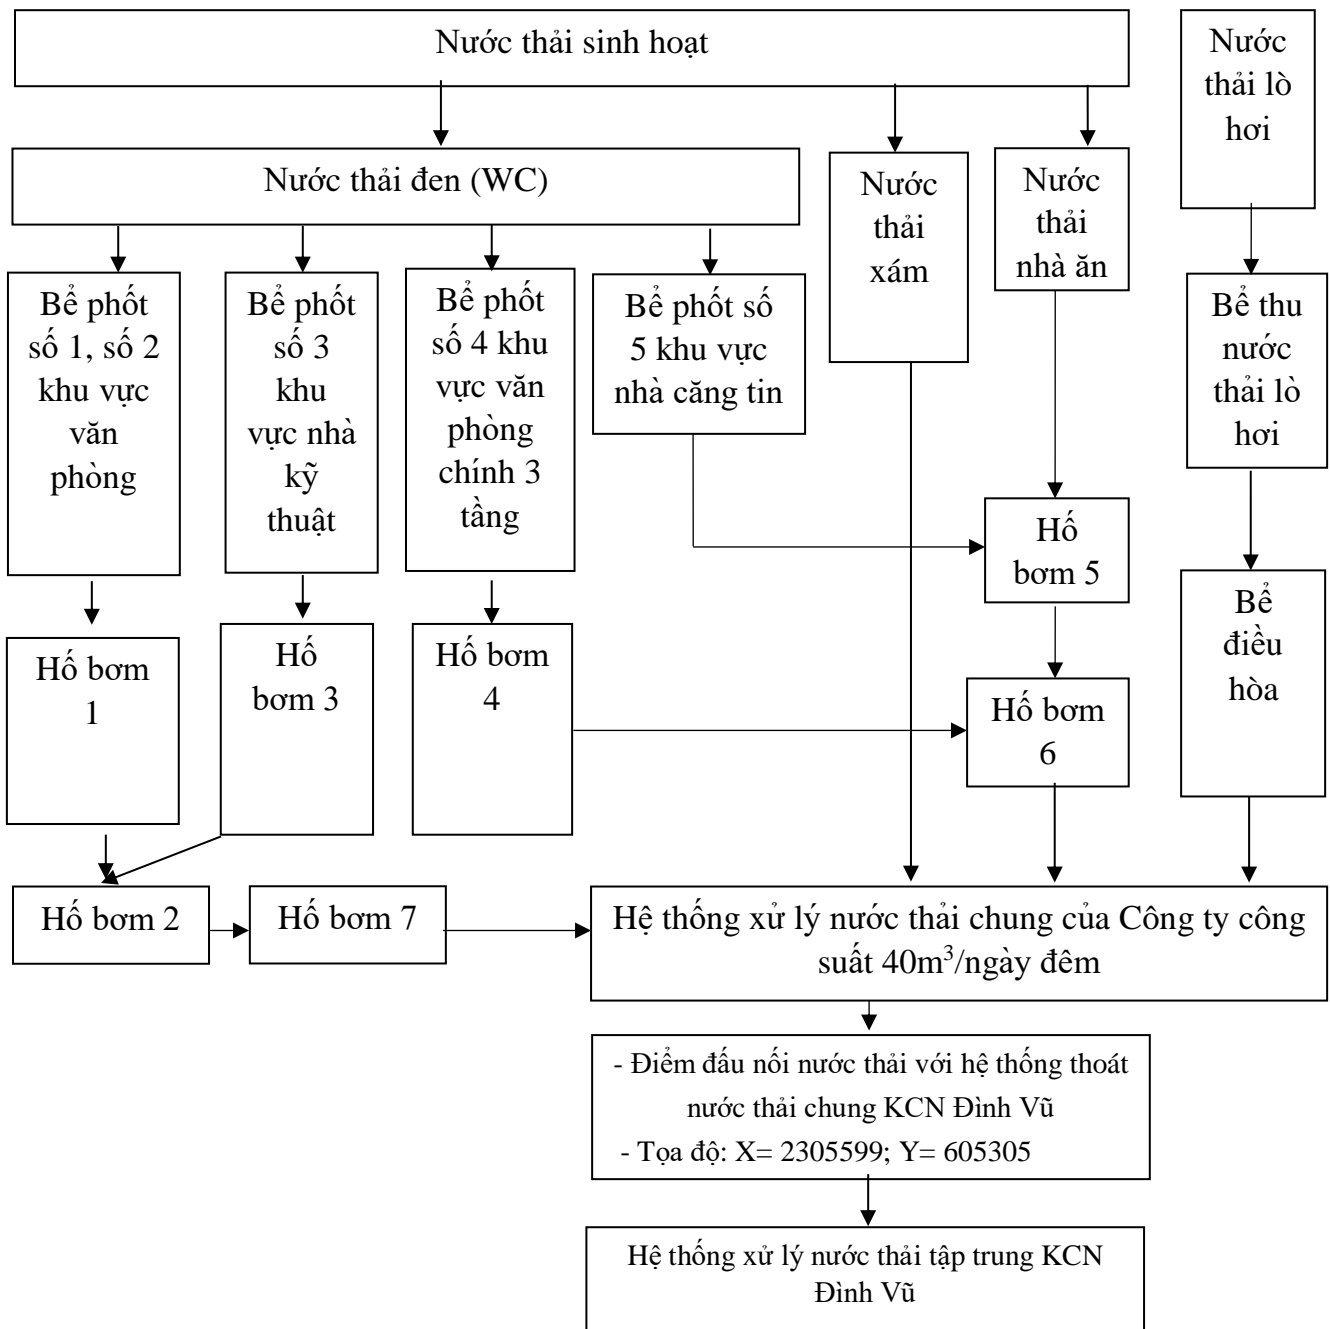 Nước thải sinh hoạt
Nước
thải lò
hơi
Nước thải đen (WC)
Nước
thải
xám
Nước
thải
nhà ăn
Bể phốt
số 1, số 2
khu vực
văn
phòng
Bể phốt
số 3
khu
vực nhà
kỹ
thuật
Bể phốt
số 4 khu
vực văn
phòng
chính 3
tầng
Bể phốt số
5 khu vực
nhà căng tin
Bể thu
nước
thải lò
hơi
Hố
bơm 5
Bể
điều
hòa
Hố bơm
1
Hố
bơm 3
Hố bơm
4
Hố bơm
6
Hố bơm 2
Hố bơm 7
Hệ thống xử lý nước thải chung của Công ty công
suất 40m³/ngày đêm
- Điểm đấu nối nước thải với hệ thống thoát
nước thải chung KCN Đình Vũ
- Tọa độ: X= 2305599; Y= 605305
Hệ thống xử lý nước thải tập trung KCN
Đình Vũ